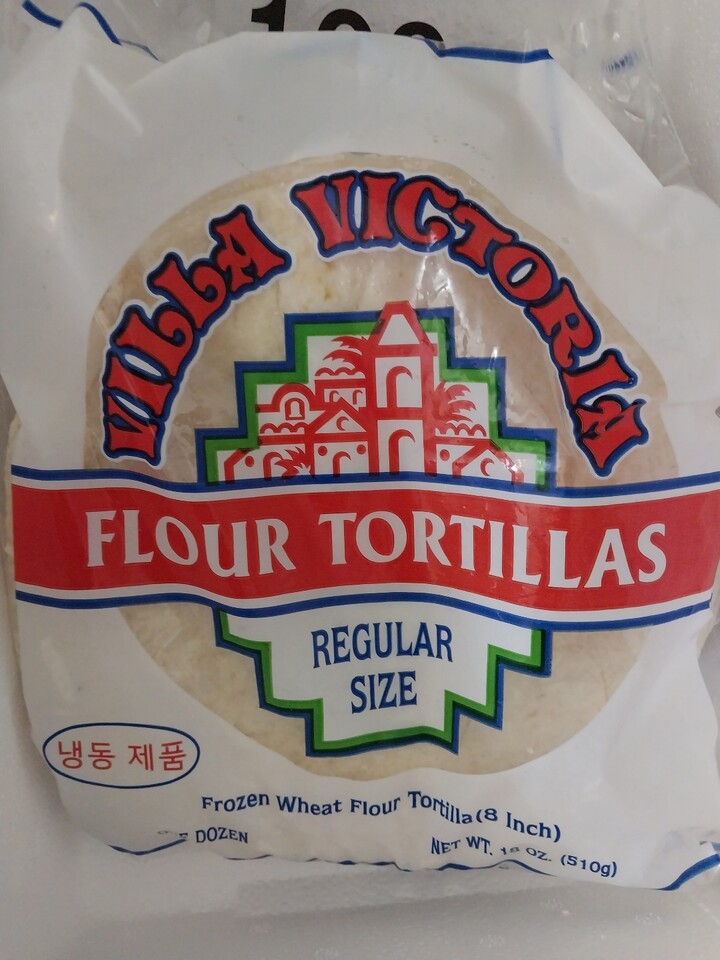 VILLA VICTORIA
FLOUR TORTILLAS
REGULAR
SIZE
냉동 제품
Frozen Wheat Flour Tortilla (8 Inch)
DOZEN
NET WT. 18 OZ. (510g)